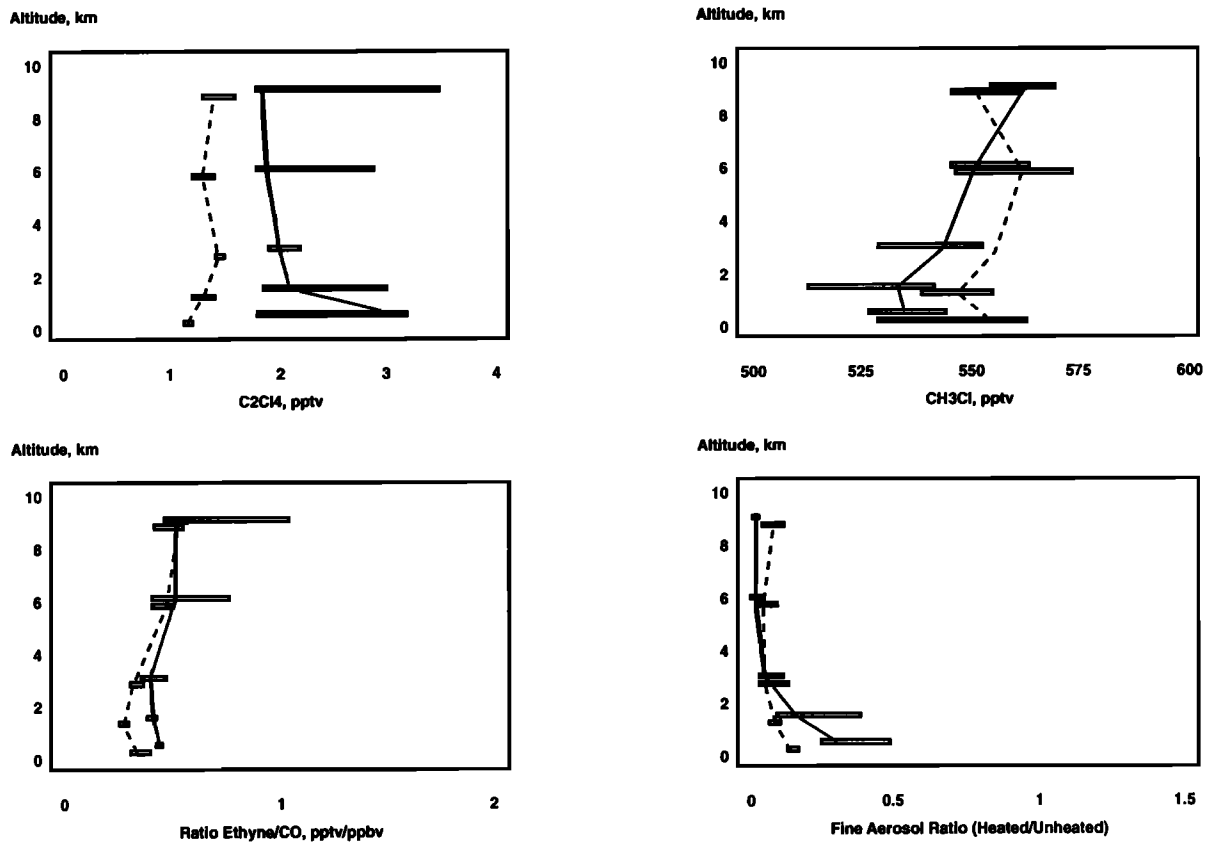 Altitude, km
10
8
6
4
2
0
0 1 2 3 4
C2Cl4, pptv
Altitude, km
10
8
6
4
2
0
500 525 550 575 600
CH3Cl, pptv
Altitude, km
10
8
6
4
2
0
0 1 2
Ratio Ethyne/CO, pptv/ppbv
Altitude, km
10
8
6
4
2
0
0 0.5 1 1.5
Fine Aerosol Ratio (Heated/Unheated)